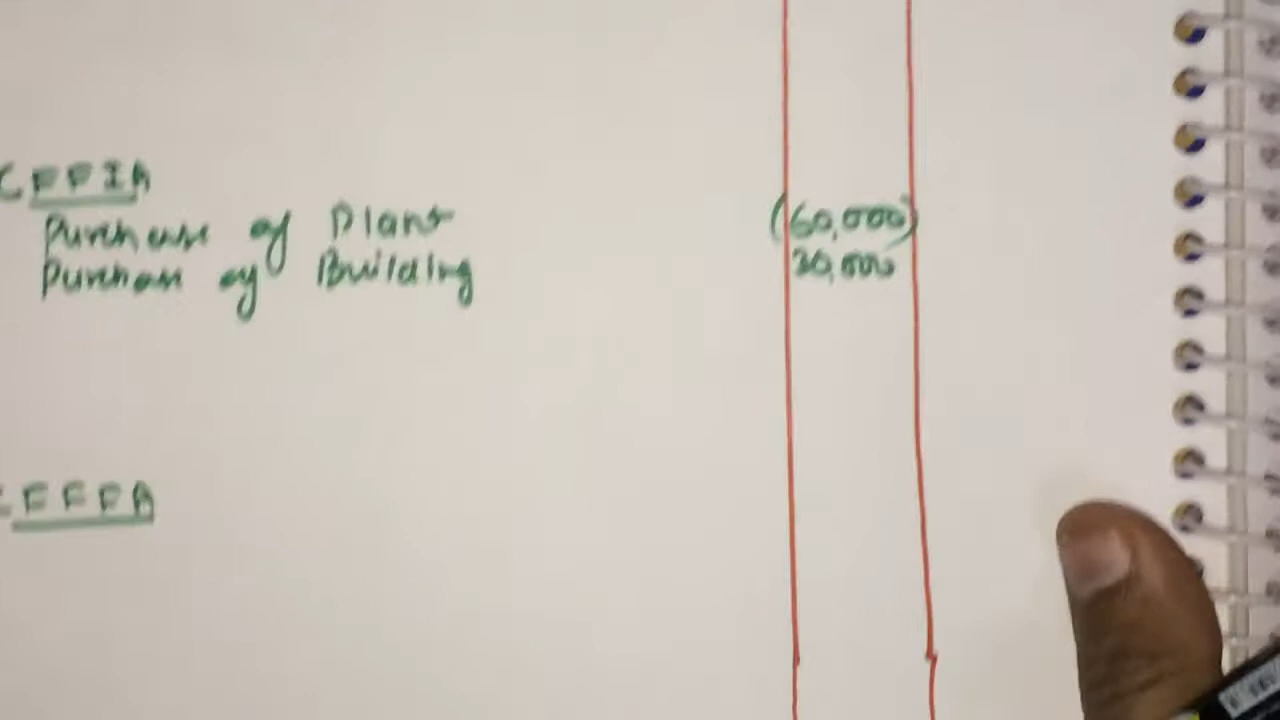 CFFIA
Purchase of Plant (60,000)
Purchase of Building 30,000
CFFFA